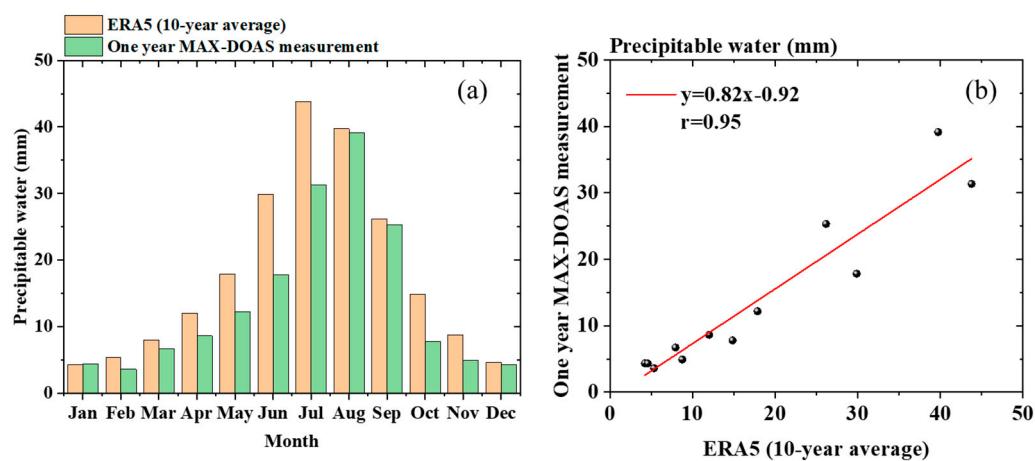 ERA5 (10-year average)
One year MAX-DOAS measurement
(a)
Precipitable water (mm)
50
40
30
20
10
0
Jan Feb Mar Apr May Jun Jul Aug Sep Oct Nov Dec
Month
Precipitable water (mm)
(b)
y=0.82x-0.92
r=0.95
One year MAX-DOAS measurement
50
40
30
20
10
0
0 10 20 30 40 50
ERA5 (10-year average)